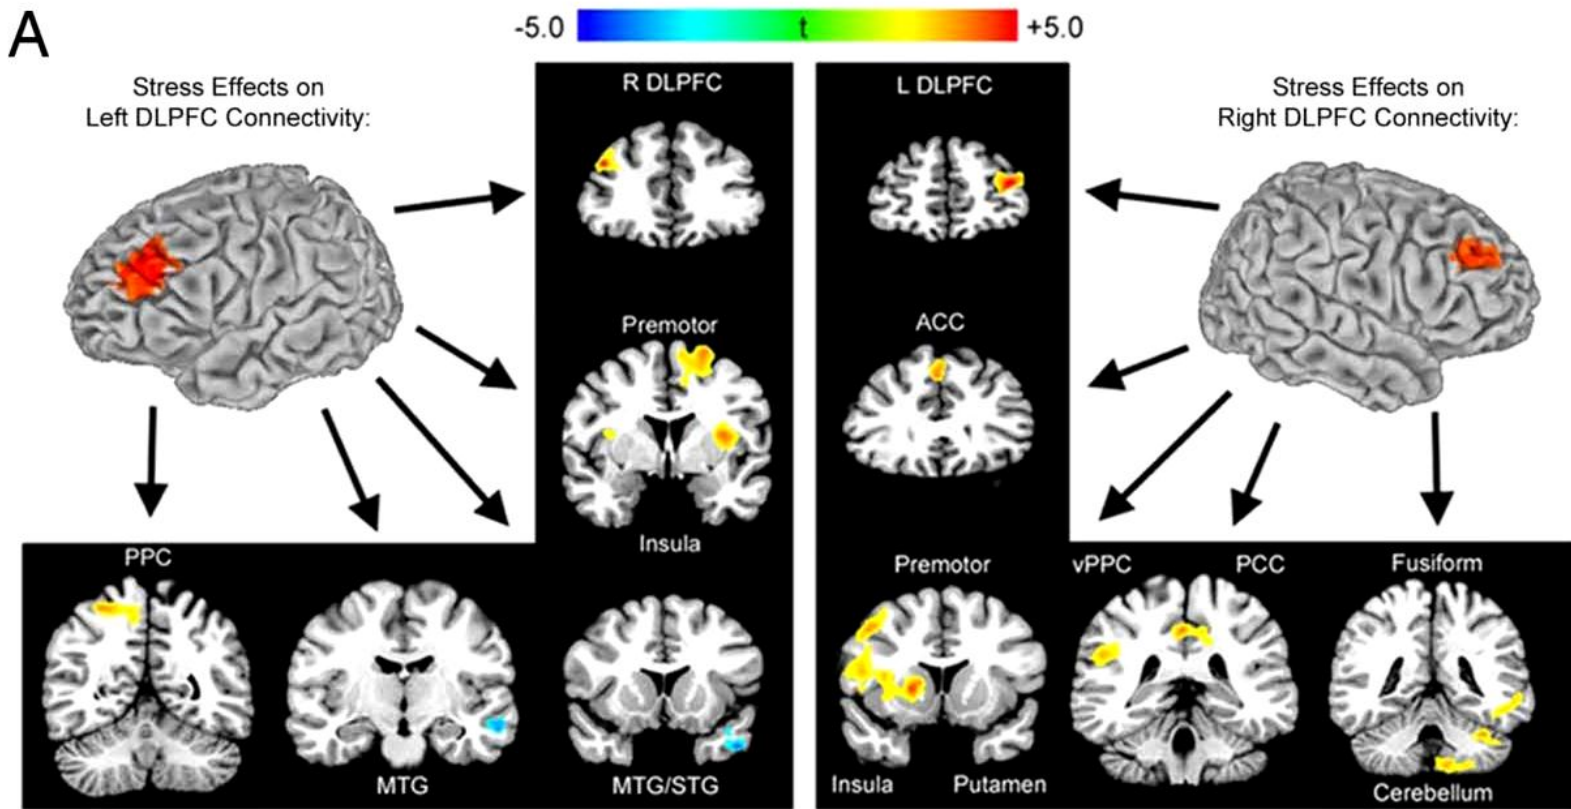 A
-5.0 t +5.0
Stress Effects on
Left DLPFC Connectivity:
R DLPFC
L DLPFC
Stress Effects on
Right DLPFC Connectivity:
Premotor
Insula
ACC
PPC
MTG
MTG/STG
Premotor
Insula Putamen
vPPC PCC
Fusiform
Cerebellum